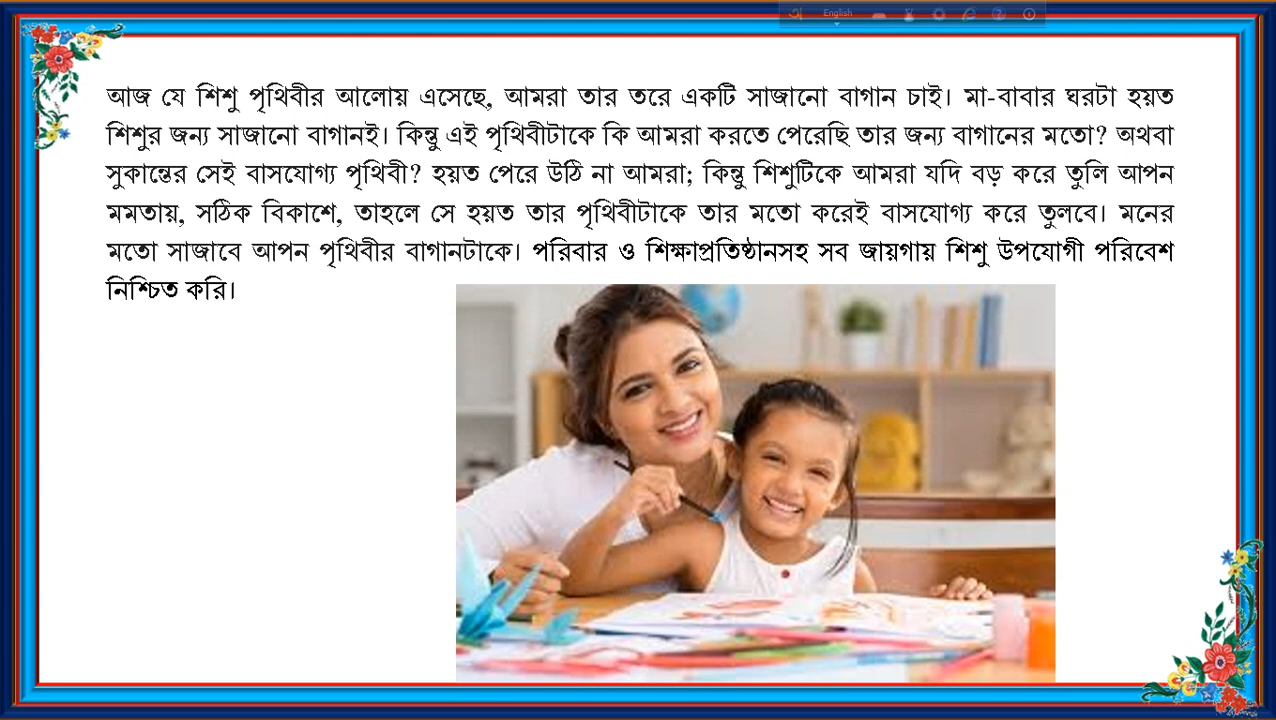 English
আজ যে শিশু পৃথিবীর আলোয় এসেছে, আমরা তার তরে একটি সাজানো বাগান চাই। মা-বাবার ঘরটা হয়ত
শিশুর জন্য সাজানো বাগানই। কিন্তু এই পৃথিবীটাকে কি আমরা করতে পেরেছি তার জন্য বাগানের মতো? অথবা
সুকান্তের সেই বাসযোগ্য পৃথিবী? হয়ত পেরে উঠি না আমরা; কিন্তু শিশুটিকে আমরা যদি বড় করে তুলি আপন
মমতায়, সঠিক বিকাশে, তাহলে সে হয়ত তার পৃথিবীটাকে তার মতো করেই বাসযোগ্য করে তুলবে। মনের
মতো সাজাবে আপন পৃথিবীর বাগানটাকে। পরিবার ও শিক্ষাপ্রতিষ্ঠানসহ সব জায়গায় শিশু উপযোগী পরিবেশ
নিশ্চিত করি।